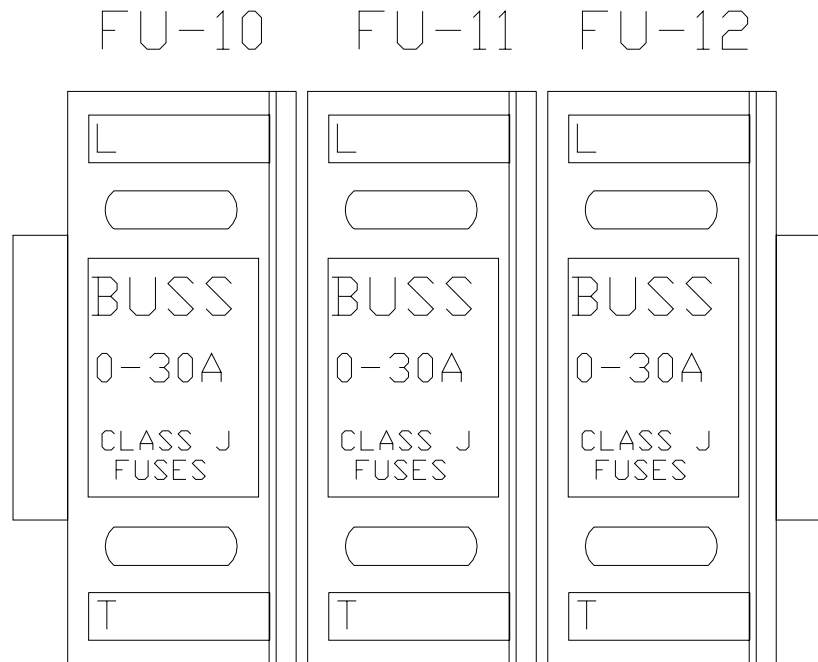 FU-10 FU-11 FU-12
L L L
BUSS BUSS BUSS
0-30A 0-30A 0-30A
CLASS J CLASS J CLASS J
FUSES FUSES FUSES
T T T